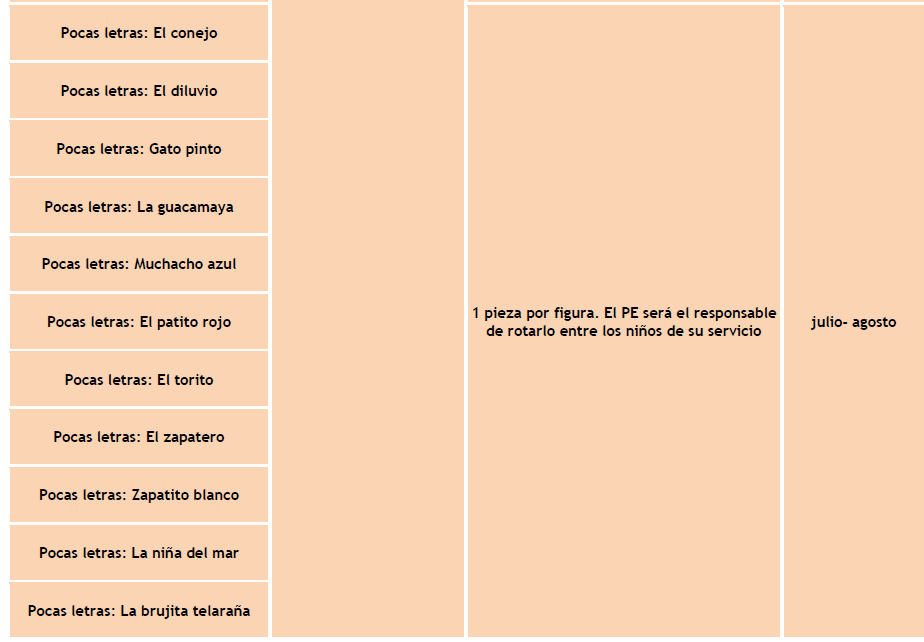 Pocas letras: El conejo
Pocas letras: El diluvio
Pocas letras: Gato pinto
Pocas letras: La guacamaya
Pocas letras: Muchacho azul
Pocas letras: El patito rojo
Pocas letras: El torito
Pocas letras: El zapatero
Pocas letras: Zapatito blanco
Pocas letras: La niña del mar
Pocas letras: La brujita telaraña
1 pieza por figura. El PE será el responsable
de rotarlo entre los niños de su servicio
julio- agosto